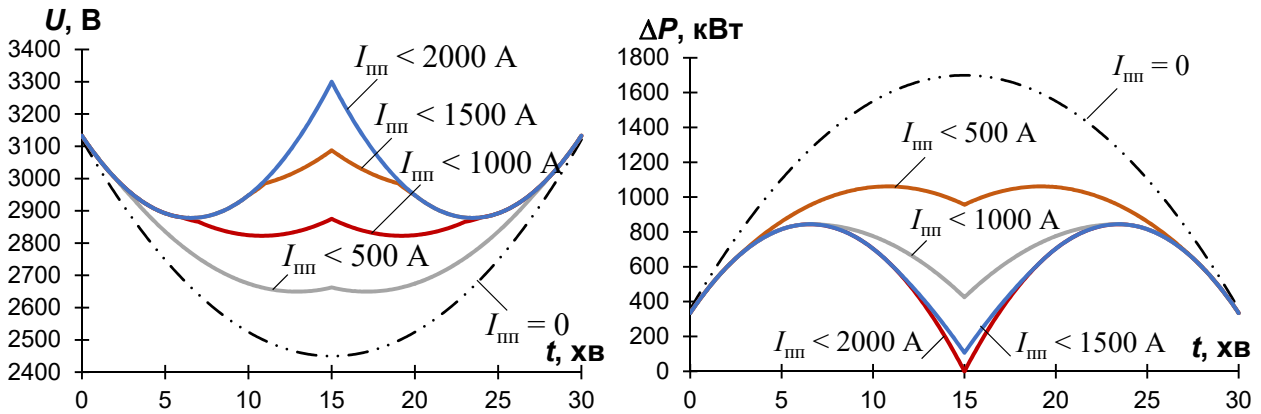 U, В
3400
3300
3200
3100
3000
2900
2800
2700
2600
2500
2400
Iпп < 2000 А
Iпп < 1500 А
Iпп < 1000 А
Iпп < 500 А
Iпп = 0
t, хв
0 5 10 15 20 25 30
ΔP, кВт
1800
1600
1400
1200
1000
800
600
400
200
0
Iпп = 0
Iпп < 500 А
Iпп < 1000 А
Iпп < 2000 А
Iпп < 1500 А
t, хв
0 5 10 15 20 25 30